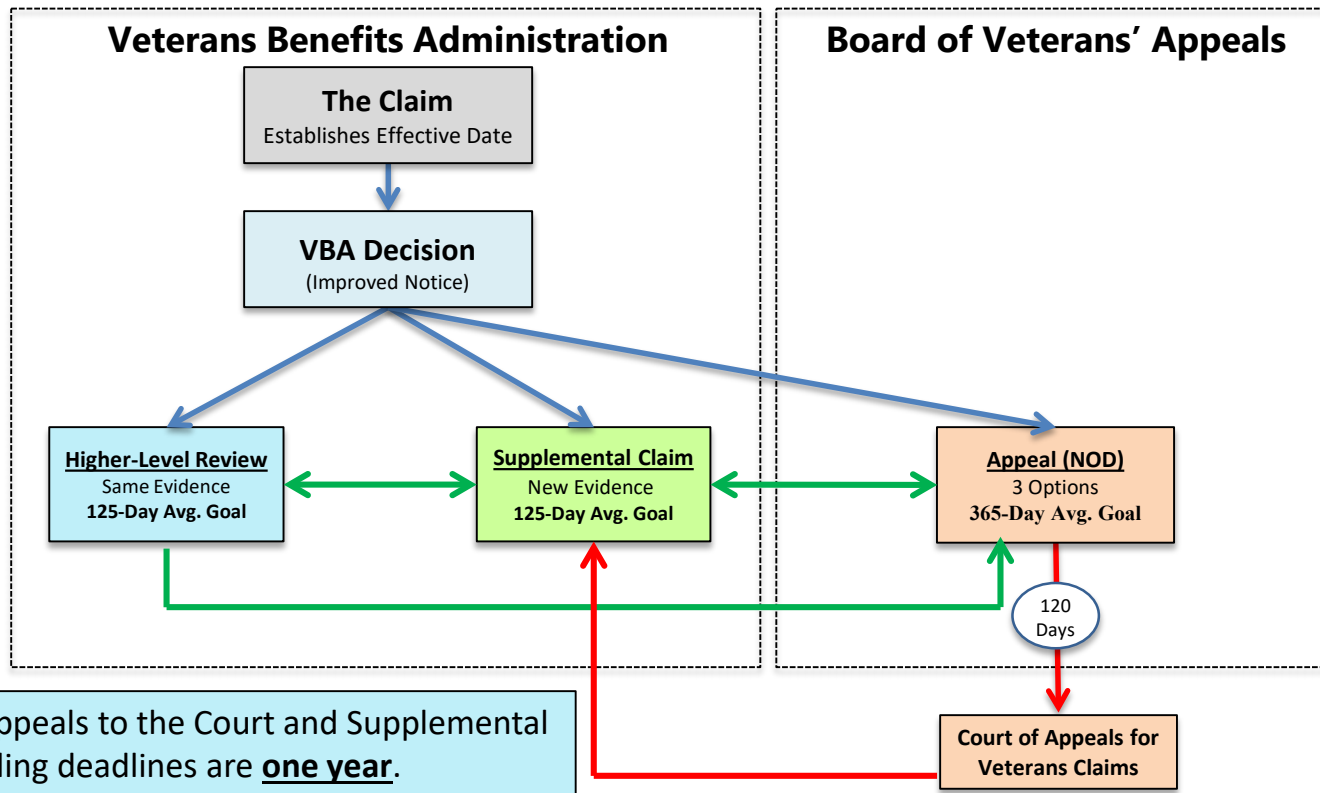 Veterans Benefits Administration
Board of Veterans’ Appeals
The Claim
Establishes Effective Date
VBA Decision
(Improved Notice)
Higher-Level Review
Same Evidence
125-Day Avg. Goal
Supplemental Claim
New Evidence
125-Day Avg. Goal
Appeal (NOD)
3 Options
365-Day Avg. Goal
120
Days
to the Court and Supplemental
deadlines are one year.
Court of Appeals for
Veterans Claims